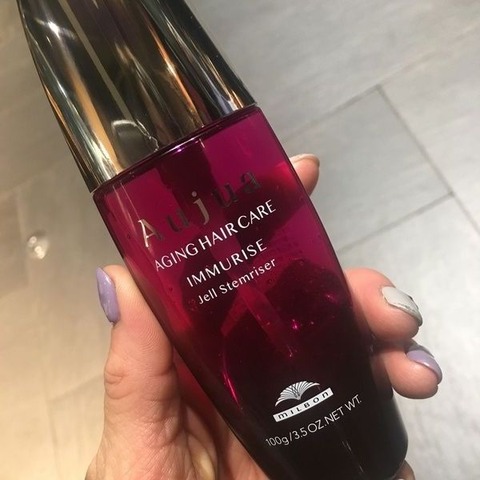 Aujua
AGING HAIR CARE
IMMURISE
Jell Stemriser
MILBON
100g/3.5 OZ.NET WT.